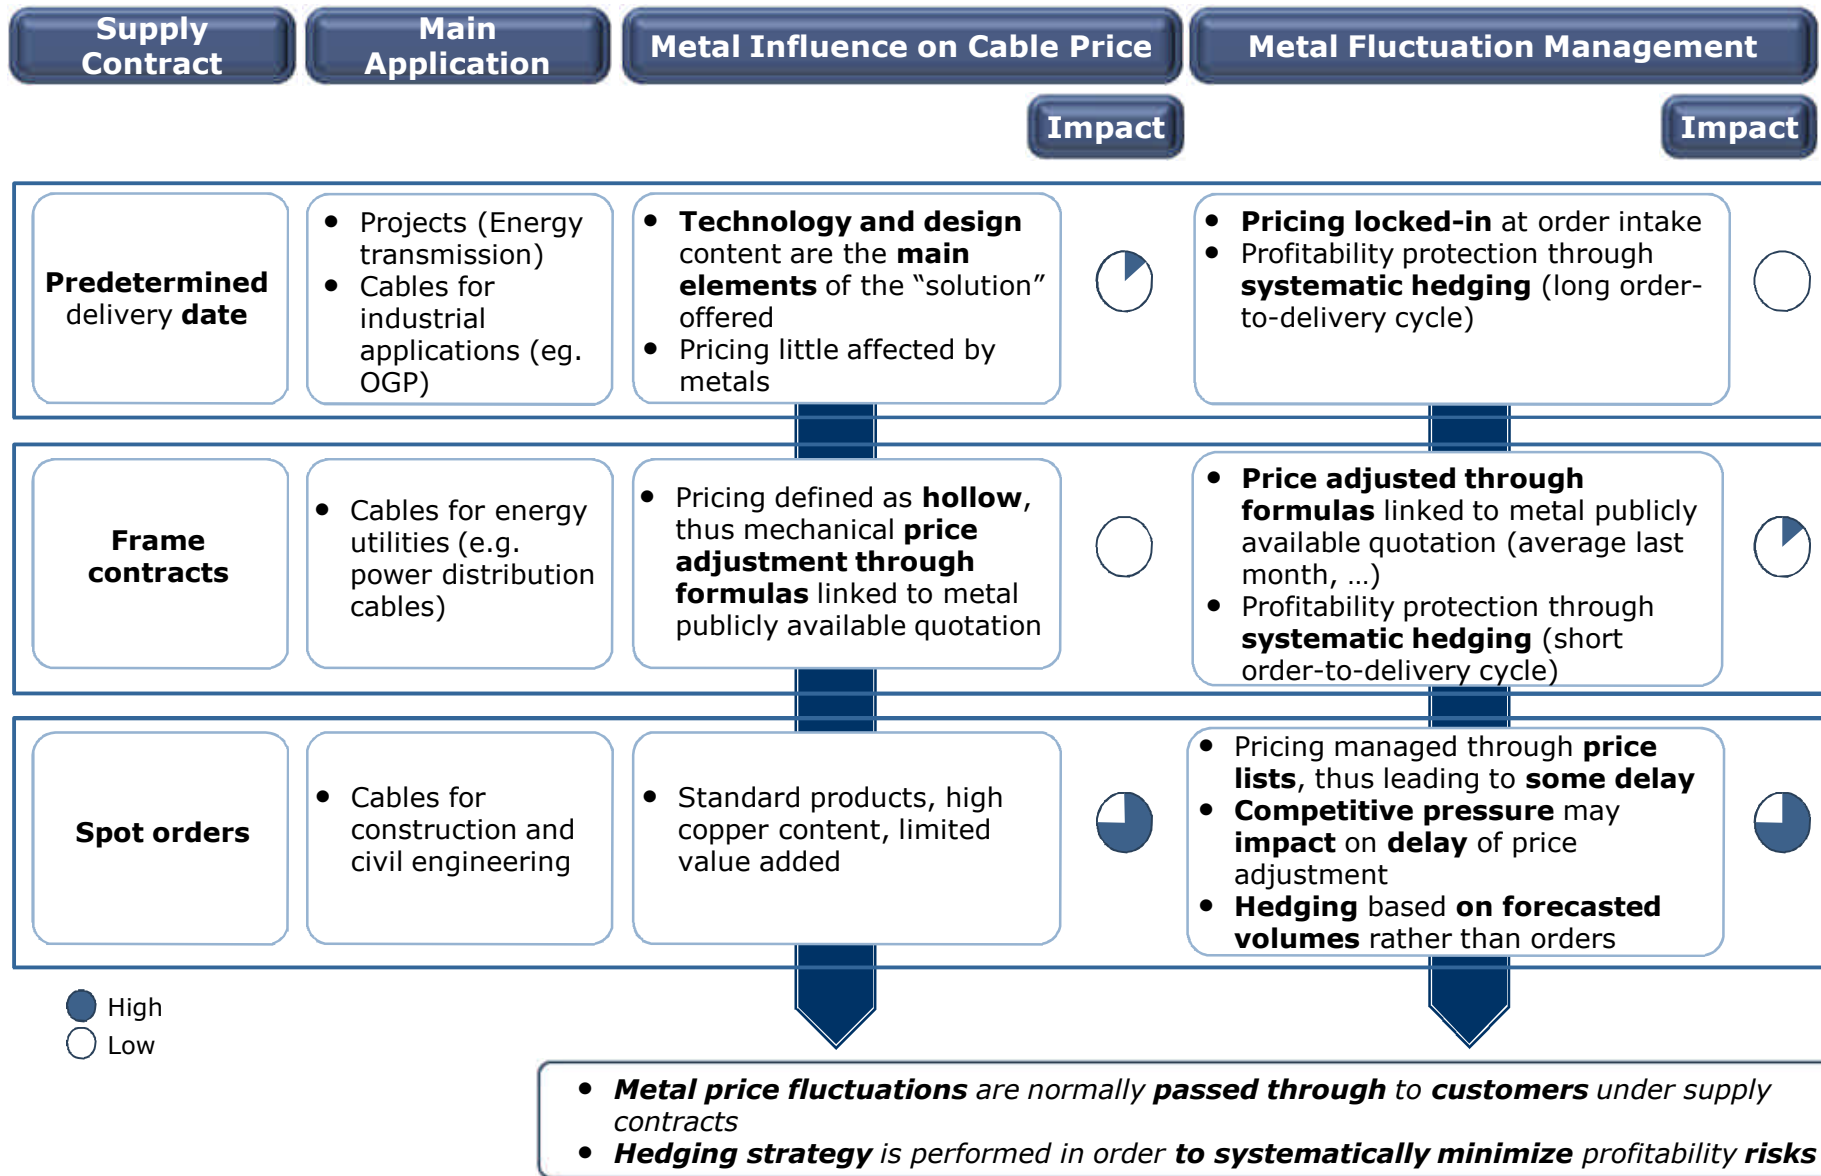 Supply
Contract
Main
Application
Metal Influence on Cable Price
Metal Fluctuation Management
Impact
Impact
Predetermined
delivery date
• Projects (Energy
transmission)
• Cables for
industrial
applications (eg.
OGP)
• Technology and design
content are the main
elements of the “solution”
offered
• Pricing little affected by
metals
• Pricing locked-in at order intake
• Profitability protection through
systematic hedging (long order-
to-delivery cycle)
Frame
contracts
• Cables for energy
utilities (e.g.
power distribution
cables)
• Pricing defined as hollow,
thus mechanical price
adjustment through
formulas linked to metal
publicly available quotation
• Price adjusted through
formulas linked to metal publicly
available quotation (average last
month, …)
• Profitability protection through
systematic hedging (short
order-to-delivery cycle)
Spot orders
• Cables for
construction and
civil engineering
• Standard products, high
copper content, limited
value added
• Pricing managed through price
lists, thus leading to some delay
• Competitive pressure may
impact on delay of price
adjustment
• Hedging based on forecasted
volumes rather than orders
High
Low
• Metal price fluctuations are normally passed through to customers under supply
contracts
• Hedging strategy is performed in order to systematically minimize profitability risks